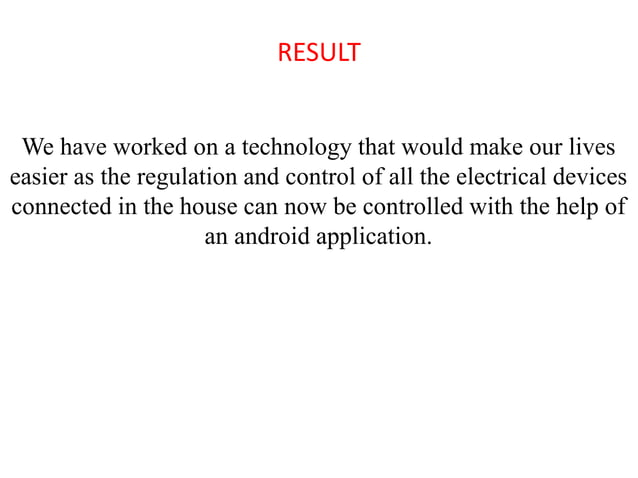 RESULT
We have worked on a technology that would make our lives
easier as the regulation and control of all the electrical devices
connected in the house can now be controlled with the help of
an android application.